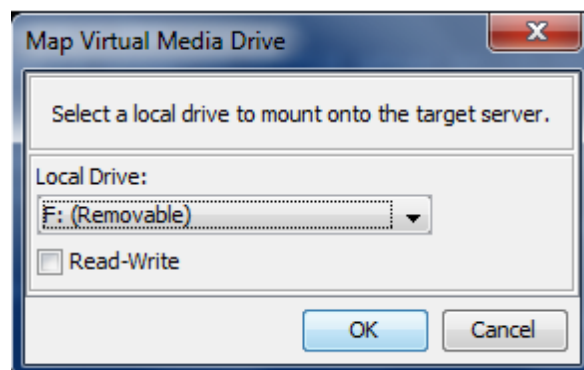 Map Virtual Media Drive
Select a local drive to mount onto the target server.
Local Drive:
F: (Removable)
Read-Write
OK
Cancel